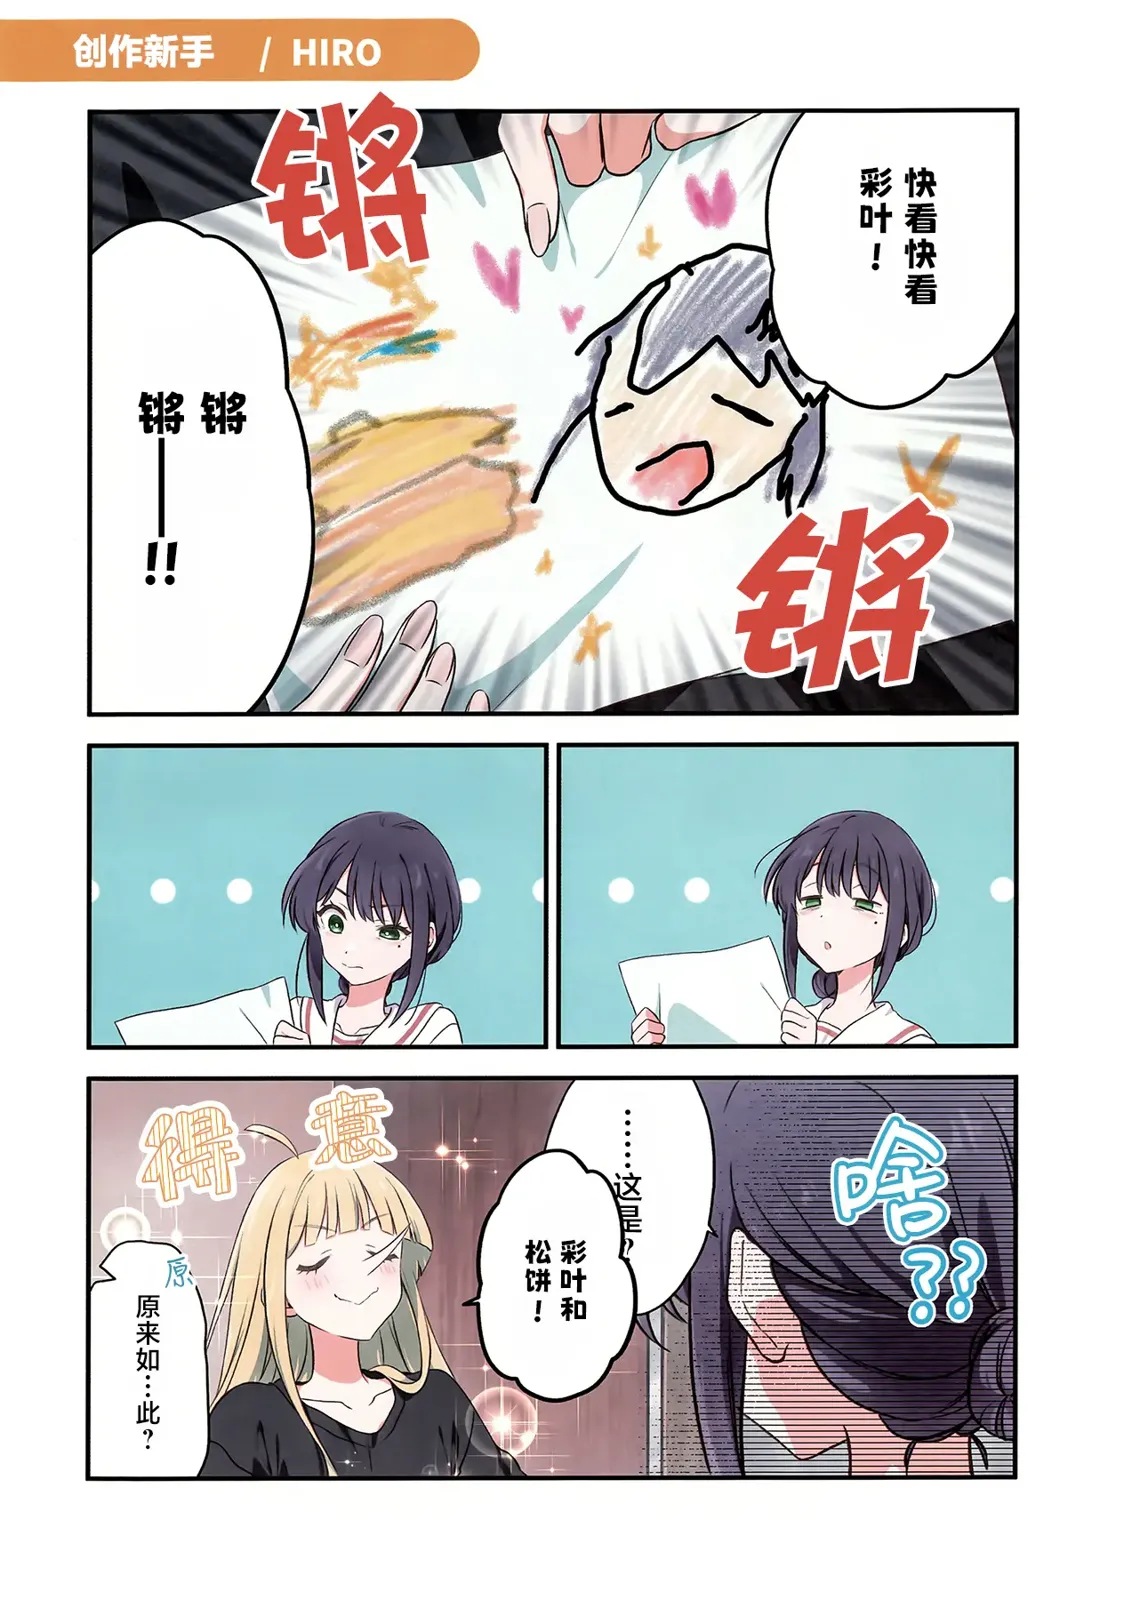 创作新手 / HIRO
快看快看
彩叶！
锵
锵锵——!!
锵
啥??
……这是？
彩叶和
松饼！
得意
原
原来如…此？